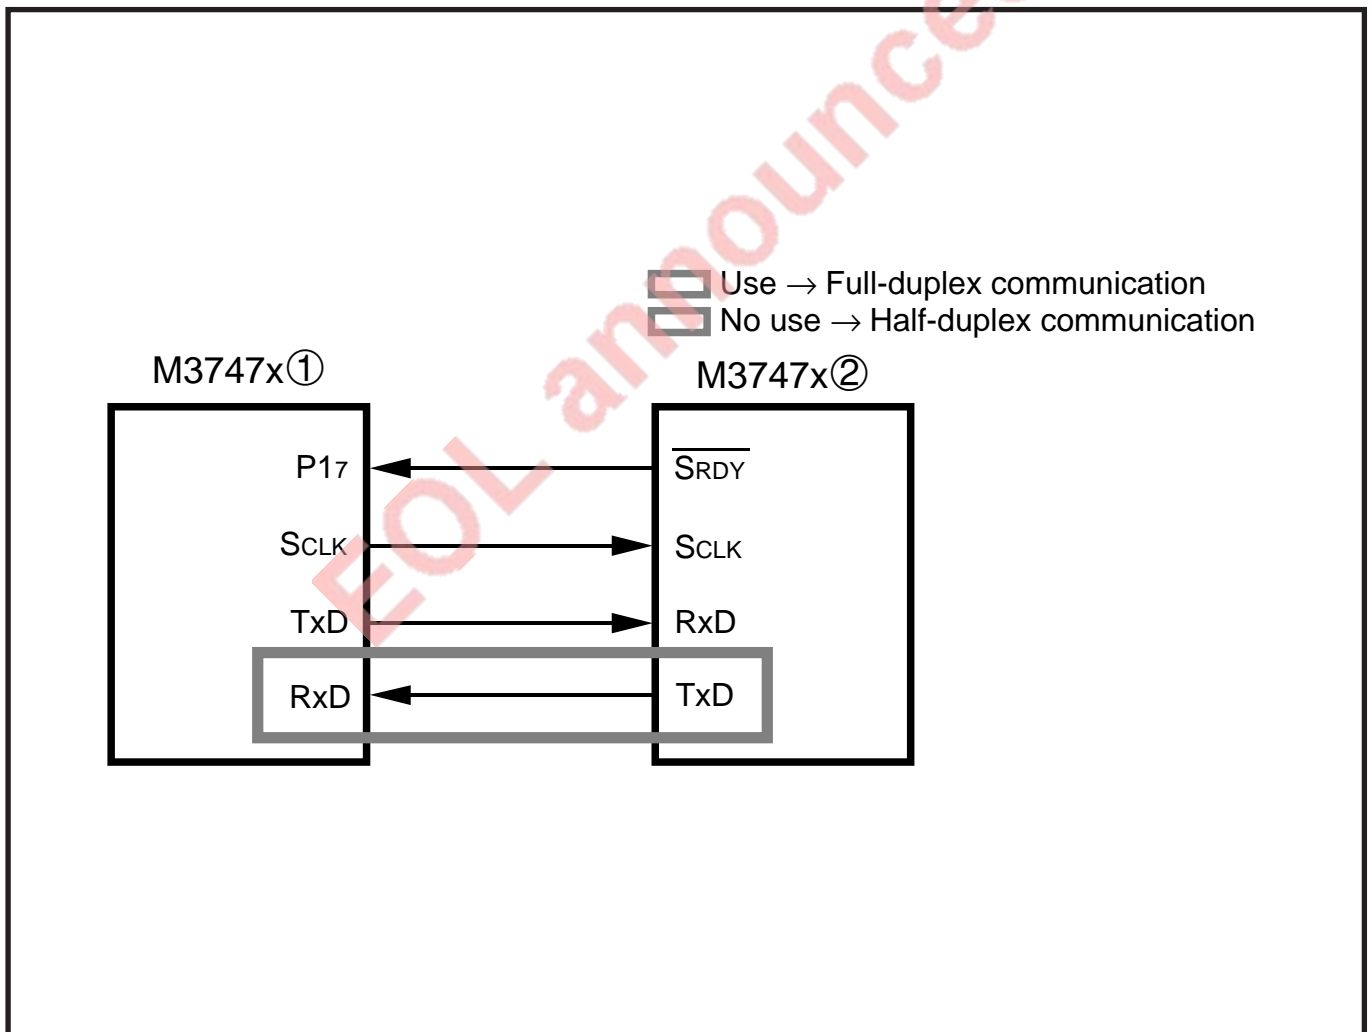 EOL announced
Use → Full-duplex communication
No use → Half-duplex communication
M3747x①
M3747x②
P17
SRDY
SCLK
SCLK
TxD
RxD
RxD
TxD